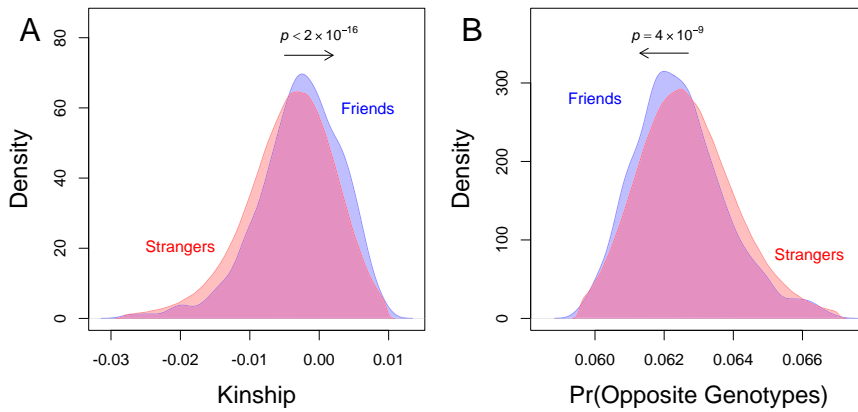 A
p < 2 × 10⁻¹⁶
Friends
Strangers
Density
0
20
40
60
80
-0.03
-0.02
-0.01
0.00
0.01
Kinship
B
p = 4 × 10⁻⁹
Friends
Strangers
Density
0
100
200
300
0.060
0.062
0.064
0.066
Pr(Opposite Genotypes)